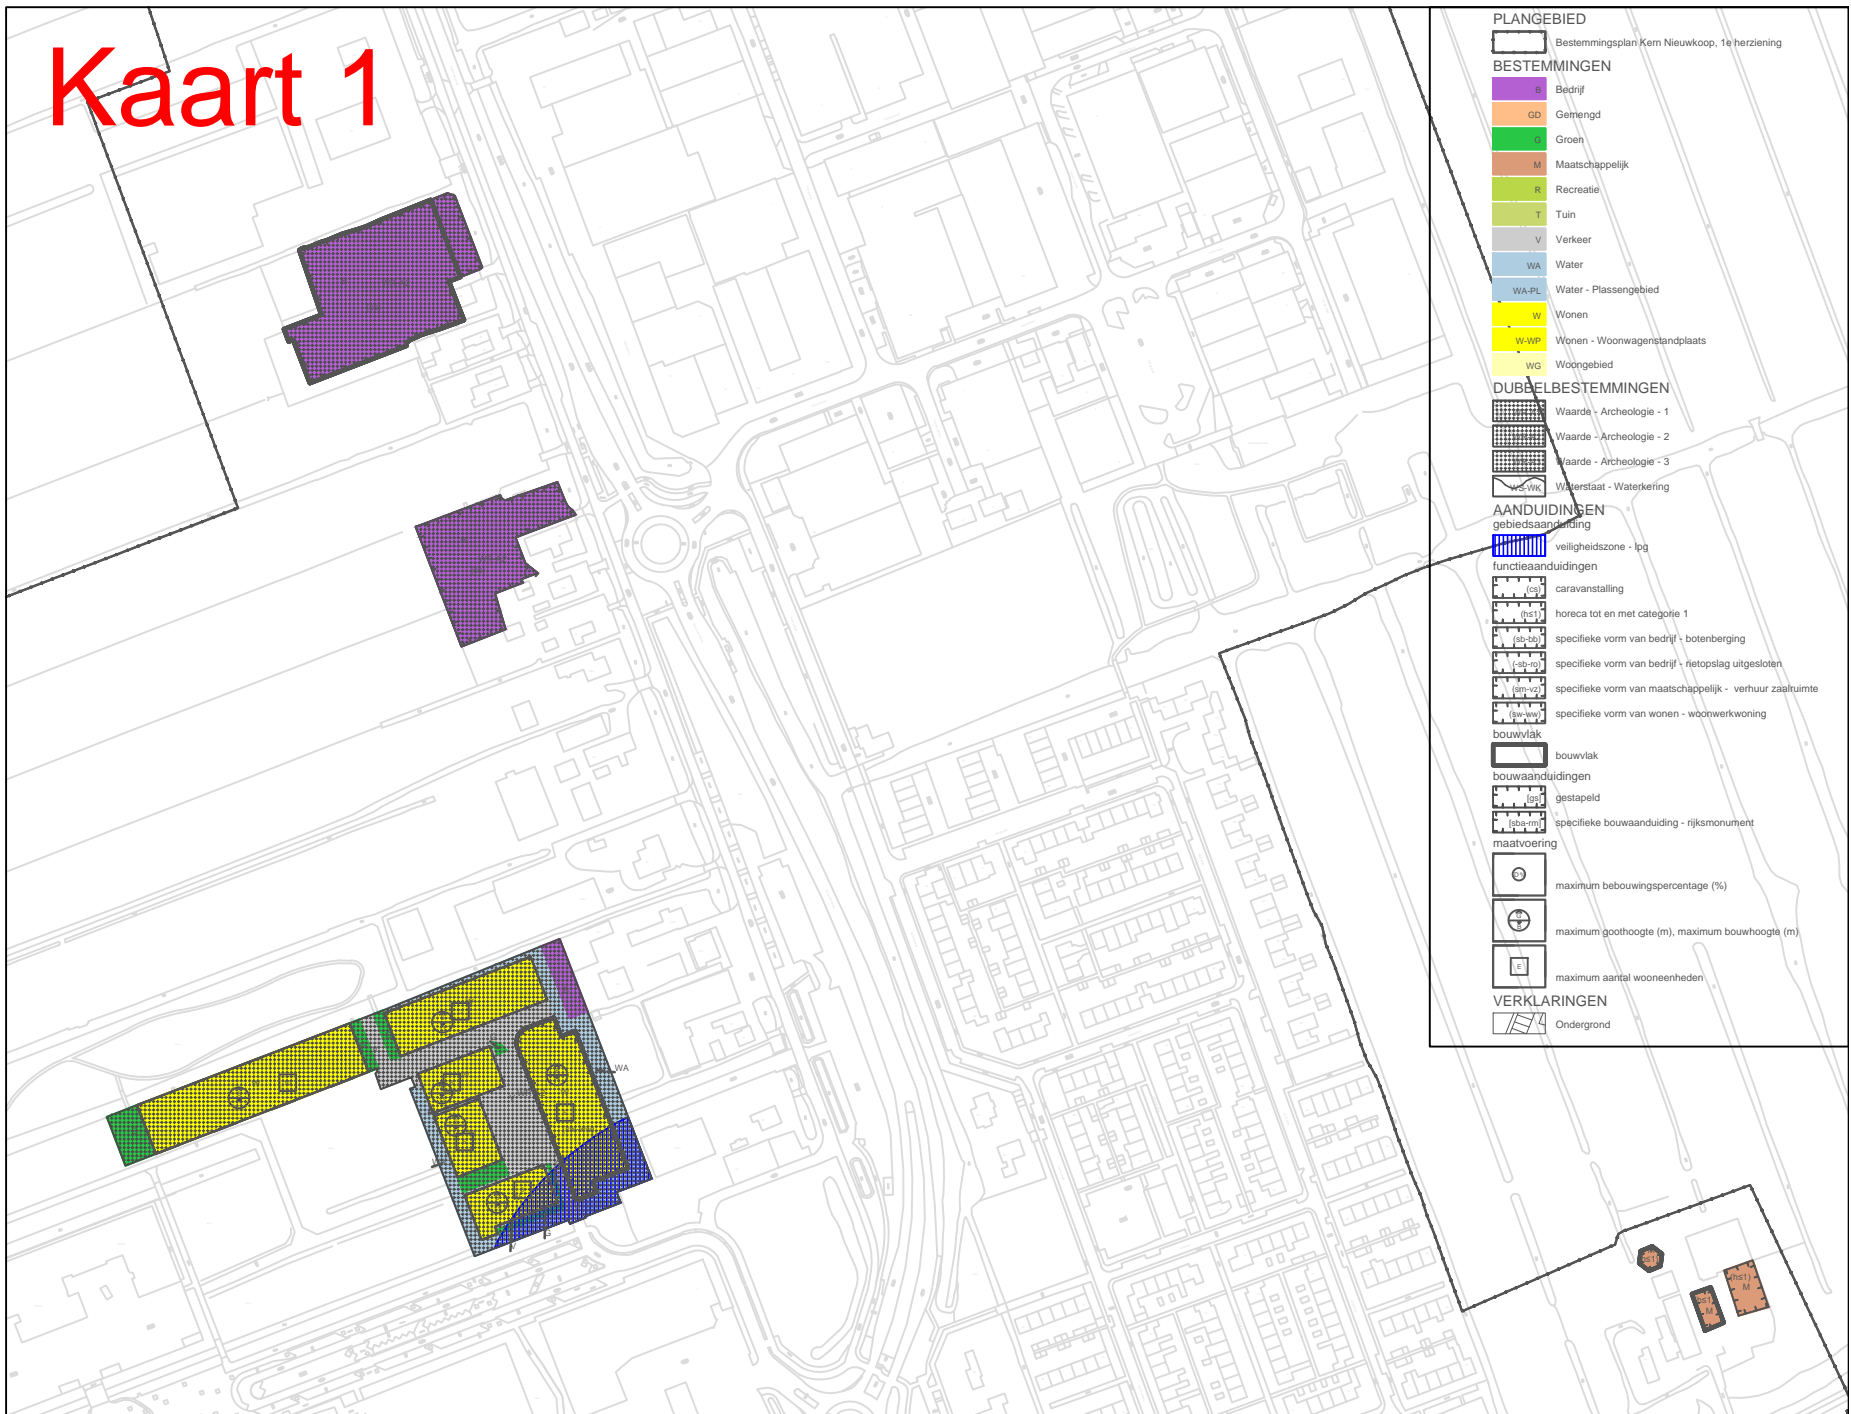 Kaart 1
PLANGEBIED
Bestemmingsplan Kern Nieuwkoop, 1e herziening
BESTEMMINGEN
B Bedrijf
GD Gemengd
G Groen
M Maatschappelijk
R Recreatie
T Tuin
V Verkeer
WA Water
WA-PL Water - Plassengebied
W Wonen
W-WP Wonen - Woonwagenstandplaats
WG Woongebied
DUBBELBESTEMMINGEN
Waarde - Archeologie - 1
Waarde - Archeologie - 2
Waarde - Archeologie - 3
WS-WK Waterstaat - Waterkering
AANDUIDINGEN
gebiedsaanduiding
veiligheidszone - lpg
functieaanduidingen
(cs) caravanstalling
(h≤1) horeca tot en met categorie 1
(sb-bb) specifieke vorm van bedrijf - botenberging
(-sb-ro) specifieke vorm van bedrijf - rietopslag uitgesloten
(sm-vz) specifieke vorm van maatschappelijk - verhuur zaalruimte
(sw-ww) specifieke vorm van wonen - woonwerkwoning
bouwvlak
bouwvlak
bouwaanduidingen
[gs] gestapeld
[sba-rm] specifieke bouwaanduiding - rijksmonument
maatvoering
maximum bebouwingspercentage (%)
maximum goothoogte (m), maximum bouwhoogte (m)
E maximum aantal wooneenheden
VERKLARINGEN
Ondergrond
WA
V
G
(h≤1)
M
M